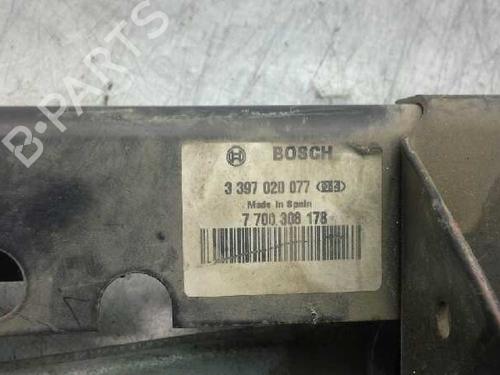 B-PARTS
BOSCH
3 397 020 077
Made in Spain
7 700 308 178